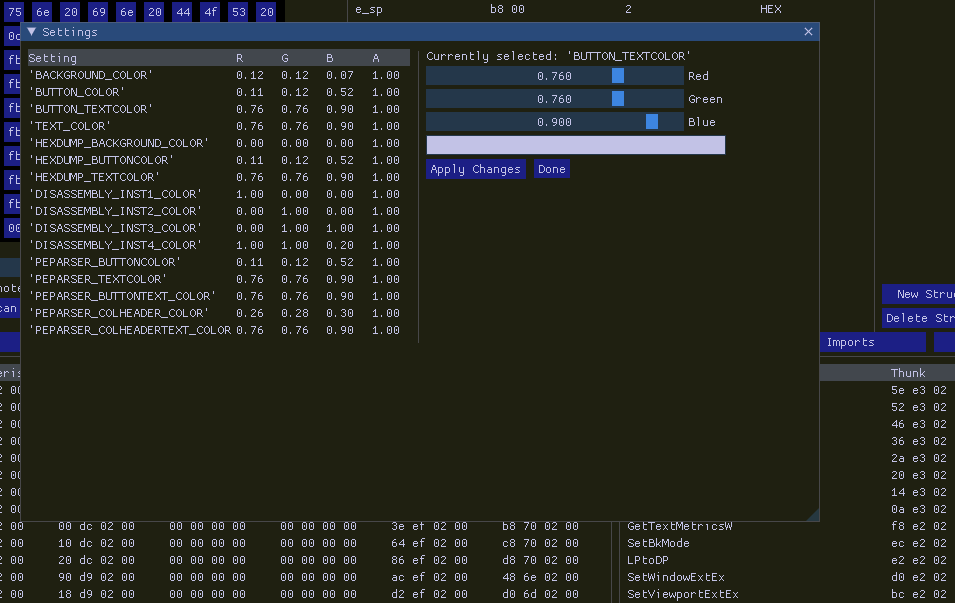 75 6e 20 69 6e 20 44 4f 53 20 e_sp b8 00 2 HEX
▼ Settings ×
Setting R G B A
'BACKGROUND_COLOR' 0.12 0.12 0.07 1.00
'BUTTON_COLOR' 0.11 0.12 0.52 1.00
'BUTTON_TEXTCOLOR' 0.76 0.76 0.90 1.00
'TEXT_COLOR' 0.76 0.76 0.90 1.00
'HEXDUMP_BACKGROUND_COLOR' 0.00 0.00 0.00 1.00
'HEXDUMP_BUTTONCOLOR' 0.11 0.12 0.52 1.00
'HEXDUMP_TEXTCOLOR' 0.76 0.76 0.90 1.00
'DISASSEMBLY_INST1_COLOR' 1.00 0.00 0.00 1.00
'DISASSEMBLY_INST2_COLOR' 0.00 1.00 0.00 1.00
'DISASSEMBLY_INST3_COLOR' 0.00 1.00 1.00 1.00
'DISASSEMBLY_INST4_COLOR' 1.00 1.00 0.20 1.00
'PEPARSER_BUTTONCOLOR' 0.11 0.12 0.52 1.00
'PEPARSER_TEXTCOLOR' 0.76 0.76 0.90 1.00
'PEPARSER_BUTTONTEXT_COLOR' 0.76 0.76 0.90 1.00
'PEPARSER_COLHEADER_COLOR' 0.26 0.28 0.30 1.00
'PEPARSER_COLHEADERTEXT_COLOR 0.76 0.76 0.90 1.00
Currently selected: 'BUTTON_TEXTCOLOR'
0.760 Red
0.760 Green
0.900 Blue
Apply Changes Done
New Stru
Delete Str
Imports
Thunk
5e e3 02
52 e3 02
46 e3 02
36 e3 02
2a e3 02
20 e3 02
14 e3 02
0a e3 02
2 00 00 dc 02 00 00 00 00 00 00 00 00 00 3e ef 02 00 b8 70 02 00 GetTextMetricsW f8 e2 02
2 00 10 dc 02 00 00 00 00 00 00 00 00 00 64 ef 02 00 c8 70 02 00 SetBkMode ec e2 02
2 00 20 dc 02 00 00 00 00 00 00 00 00 00 86 ef 02 00 d8 70 02 00 LPtoDP e2 e2 02
2 00 90 d9 02 00 00 00 00 00 00 00 00 00 ac ef 02 00 48 6e 02 00 SetWindowExtEx d0 e2 02
2 00 18 d9 02 00 00 00 00 00 00 00 00 00 d2 ef 02 00 d0 6d 02 00 SetViewportExtEx bc e2 02